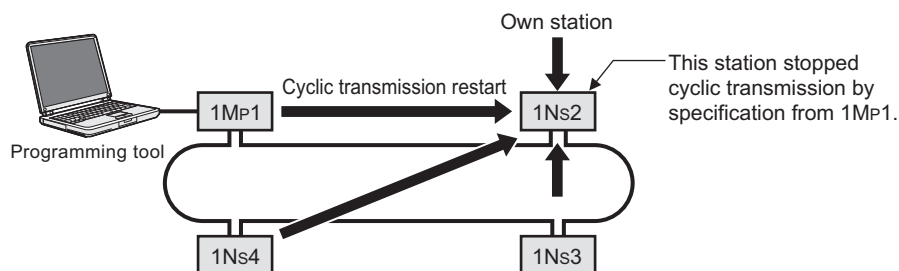 Own station
This station stopped
cyclic transmission by
specification from 1MP1.
Cyclic transmission restart
1MP1
1NS2
Programming tool
1NS4
1NS3